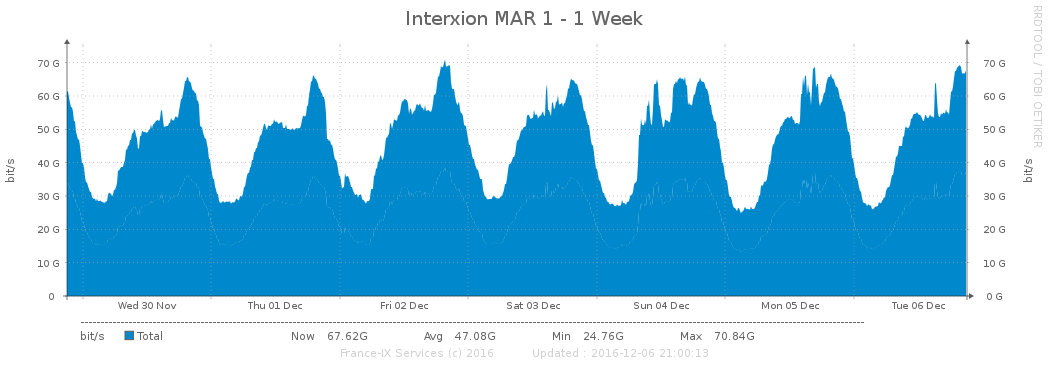 Interxion MAR 1 - 1 Week
RRDTOOL / TOBI OETIKER
bit/s
70 G
60 G
50 G
40 G
30 G
20 G
10 G
0
70 G
60 G
50 G
40 G
30 G
20 G
10 G
0 G
bit/s
Wed 30 Nov Thu 01 Dec Fri 02 Dec Sat 03 Dec Sun 04 Dec Mon 05 Dec Tue 06 Dec
bit/s Total Now 67.62G Avg 47.08G Min 24.76G Max 70.84G
France-IX Services (c) 2016 Updated : 2016-12-06 21:00:13